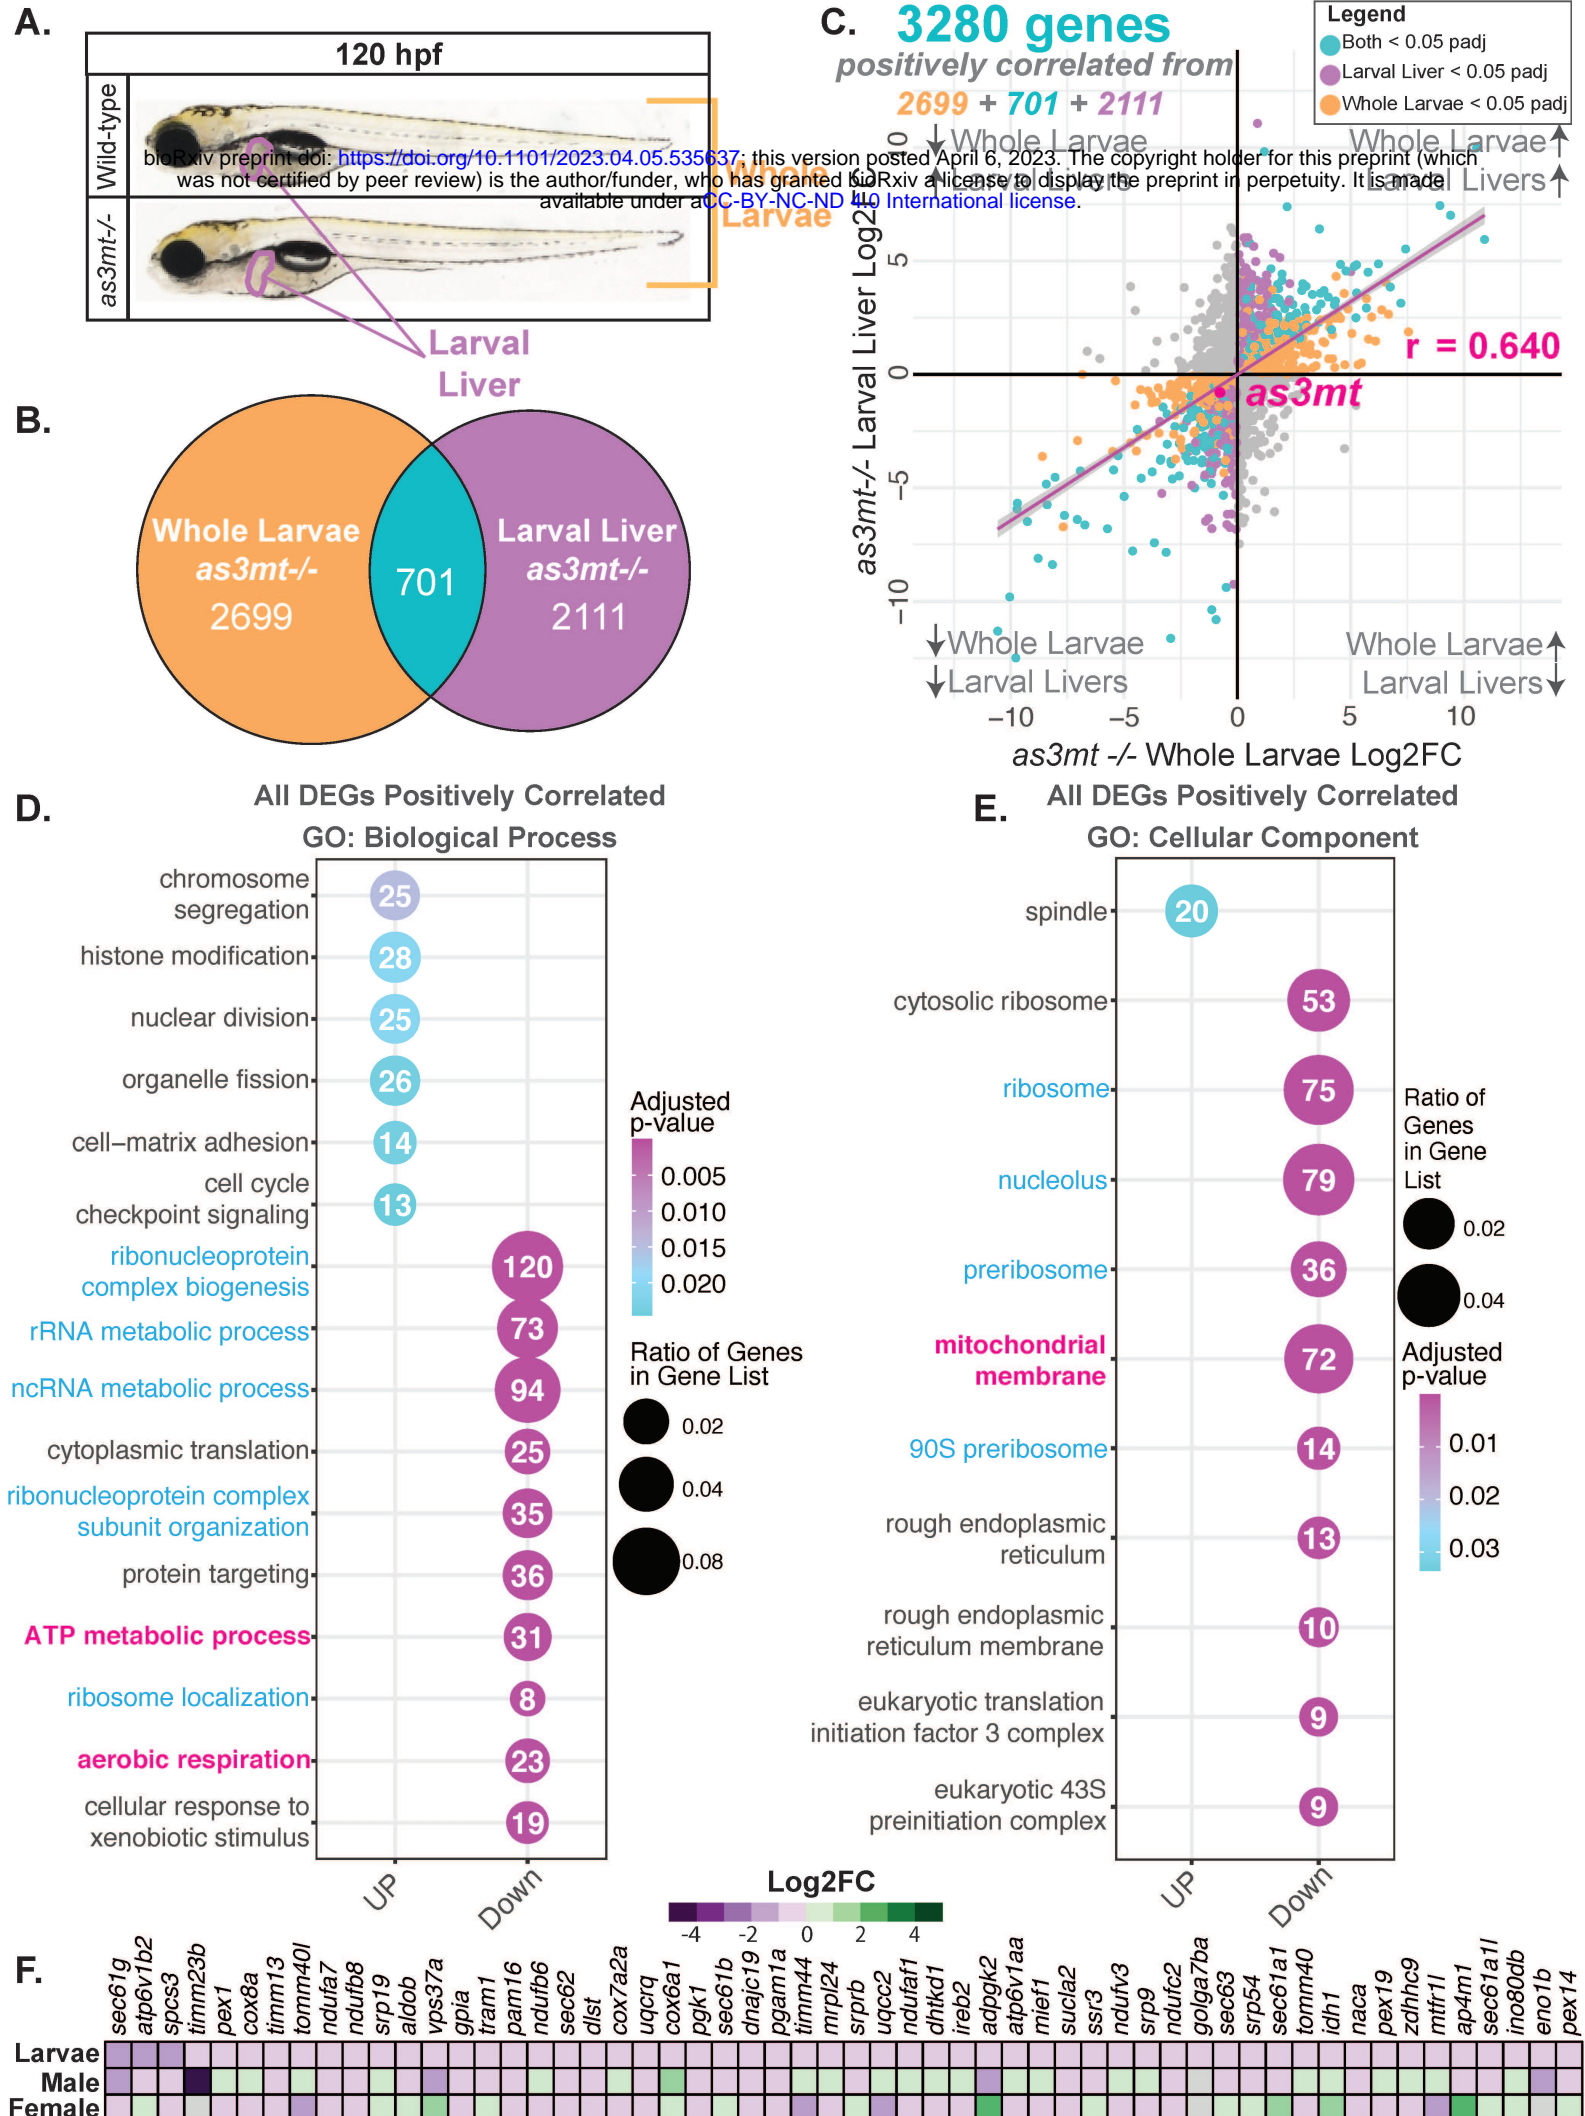 A.
120 hpf
Wild-type
as3mt-/-
Whole
Larvae
Larval
Liver
bioRxiv preprint doi: https://doi.org/10.1101/2023.04.05.535637; this version posted April 6, 2023. The copyright holder for this preprint (which
was not certified by peer review) is the author/funder, who has granted bioRxiv a license to display the preprint in perpetuity. It is made
available under aCC-BY-NC-ND 4.0 International license.
B.
Whole Larvae
as3mt-/-
2699
701
Larval Liver
as3mt-/-
2111
C.
3280 genes
positively correlated from
2699 + 701 + 2111
Legend
Both < 0.05 padj
Larval Liver < 0.05 padj
Whole Larvae < 0.05 padj
↓Whole Larvae
↑Larval Livers
Whole Larvae↑
Larval Livers↑
r = 0.640
as3mt
↓Whole Larvae
↓Larval Livers
Whole Larvae↑
Larval Livers↓
as3mt-/- Larval Liver Log2FC
10
5
0
−5
−10
−10 −5 0 5 10
as3mt -/- Whole Larvae Log2FC
D.
All DEGs Positively Correlated
GO: Biological Process
chromosome
segregation
25
histone modification
28
nuclear division
25
organelle fission
26
cell–matrix adhesion
14
cell cycle
checkpoint signaling
13
ribonucleoprotein
complex biogenesis
120
rRNA metabolic process
73
ncRNA metabolic process
94
cytoplasmic translation
25
ribonucleoprotein complex
subunit organization
35
protein targeting
36
ATP metabolic process
31
ribosome localization
8
aerobic respiration
23
cellular response to
xenobiotic stimulus
19
UP
Down
Adjusted
p-value
0.005
0.010
0.015
0.020
Ratio of Genes
in Gene List
0.02
0.04
0.08
E.
All DEGs Positively Correlated
GO: Cellular Component
spindle
20
cytosolic ribosome
53
ribosome
75
nucleolus
79
preribosome
36
mitochondrial
membrane
72
90S preribosome
14
rough endoplasmic
reticulum
13
rough endoplasmic
reticulum membrane
10
eukaryotic translation
initiation factor 3 complex
9
eukaryotic 43S
preinitiation complex
9
UP
Down
Ratio of
Genes
in Gene
List
0.02
0.04
Adjusted
p-value
0.01
0.02
0.03
Log2FC
-4 -2 0 2 4
F.
sec61g
atp6v1b2
spcs3
timm23b
pex1
cox8a
timm13
tomm40l
ndufa7
ndufb8
srp19
aldob
vps37a
gpia
tram1
pam16
ndufb6
sec62
dlst
cox7a2a
uqcrq
cox6a1
pgk1
sec61b
dnajc19
pgam1a
timm44
mrpl24
srprb
uqcc2
ndufaf1
dhtkd1
ireb2
adpgk2
atp6v1aa
mief1
sucla2
ssr3
ndufv3
srp9
ndufc2
golga7ba
sec63
srp54
sec61a1
tomm40
idh1
naca
pex19
zdhhc9
mtfr1l
ap4m1
sec61a1l
ino80db
eno1b
pex14
Larvae
Male
Female